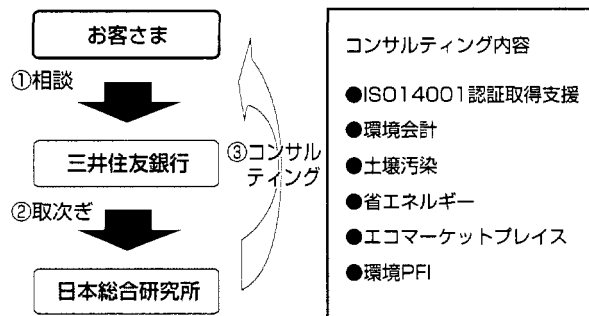 お客さま
①相談
三井住友銀行
②取次ぎ
日本総合研究所
③コンサル
ティング
コンサルティング内容
●ISO14001認証取得支援
●環境会計
●土壌汚染
●省エネルギー
●エコマーケットプレイス
●環境PFI